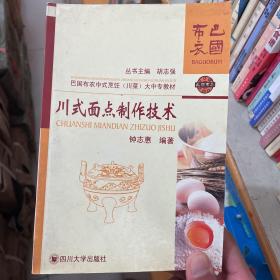 巴國
布衣
BAGUOBUYI
丛书主编 胡志强
巴国布衣中式烹饪（川菜）大中专教材
川式面点制作技术
CHUANSHI MIANDIAN ZHIZUO JISHU
钟志惠 编著
四川大学出版社